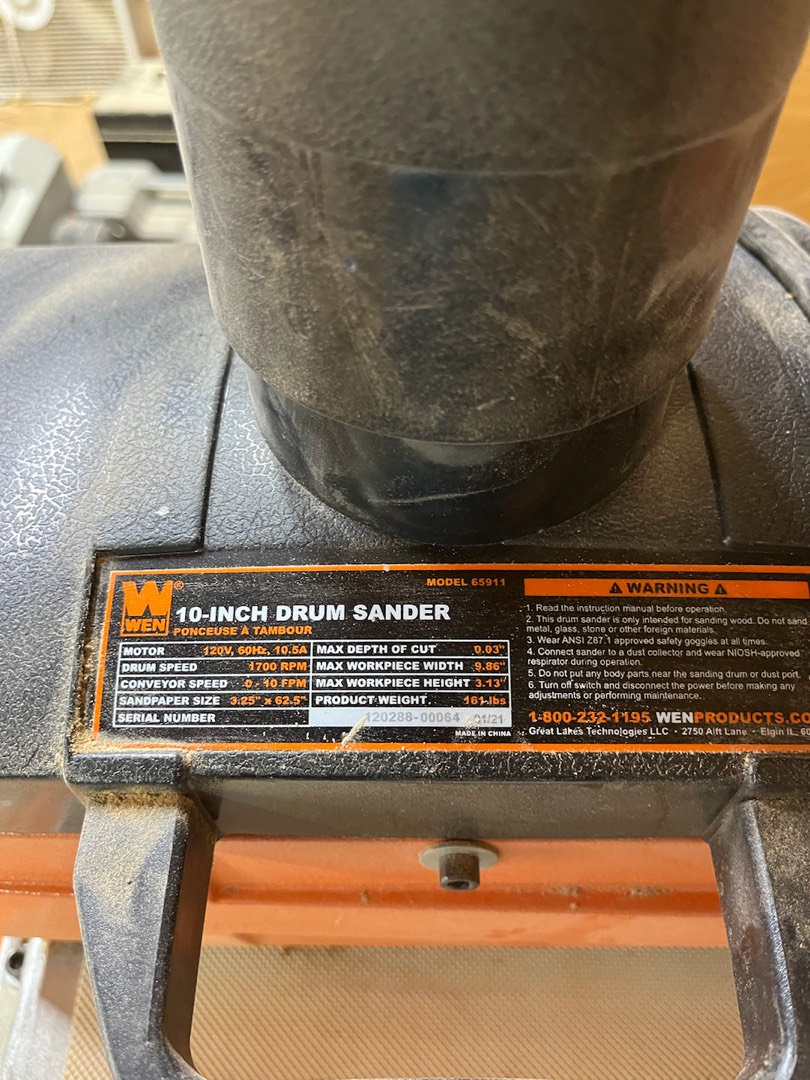 MODEL 65911
W®
WEN
10-INCH DRUM SANDER
PONCEUSE A TAMBOUR
MOTOR 120V, 60Hz, 10.5A
DRUM SPEED 1700 RPM
CONVEYOR SPEED 0 - 10 FPM
SANDPAPER SIZE 3.25" x 62.5"
SERIAL NUMBER 120288-00064 01/21
MAX DEPTH OF CUT 0.03"
MAX WORKPIECE WIDTH 9.86"
MAX WORKPIECE HEIGHT 3.13"
PRODUCT WEIGHT 161 lbs
MADE IN CHINA
⚠ WARNING ⚠
1. Read the instruction manual before operation.
2. This drum sander is only intended for sanding wood. Do not sand
metal, glass, stone or other foreign materials.
3. Wear ANSI Z87.1 approved safety goggles at all times.
4. Connect sander to a dust collector and wear NIOSH-approved
respirator during operation.
5. Do not put any body parts near the sanding drum or dust port.
6. Turn off switch and disconnect the power before making any
adjustments or performing maintenance.
1-800-232-1195 WENPRODUCTS.CO
Great Lakes Technologies LLC • 2750 Alft Lane • Elgin IL, 60